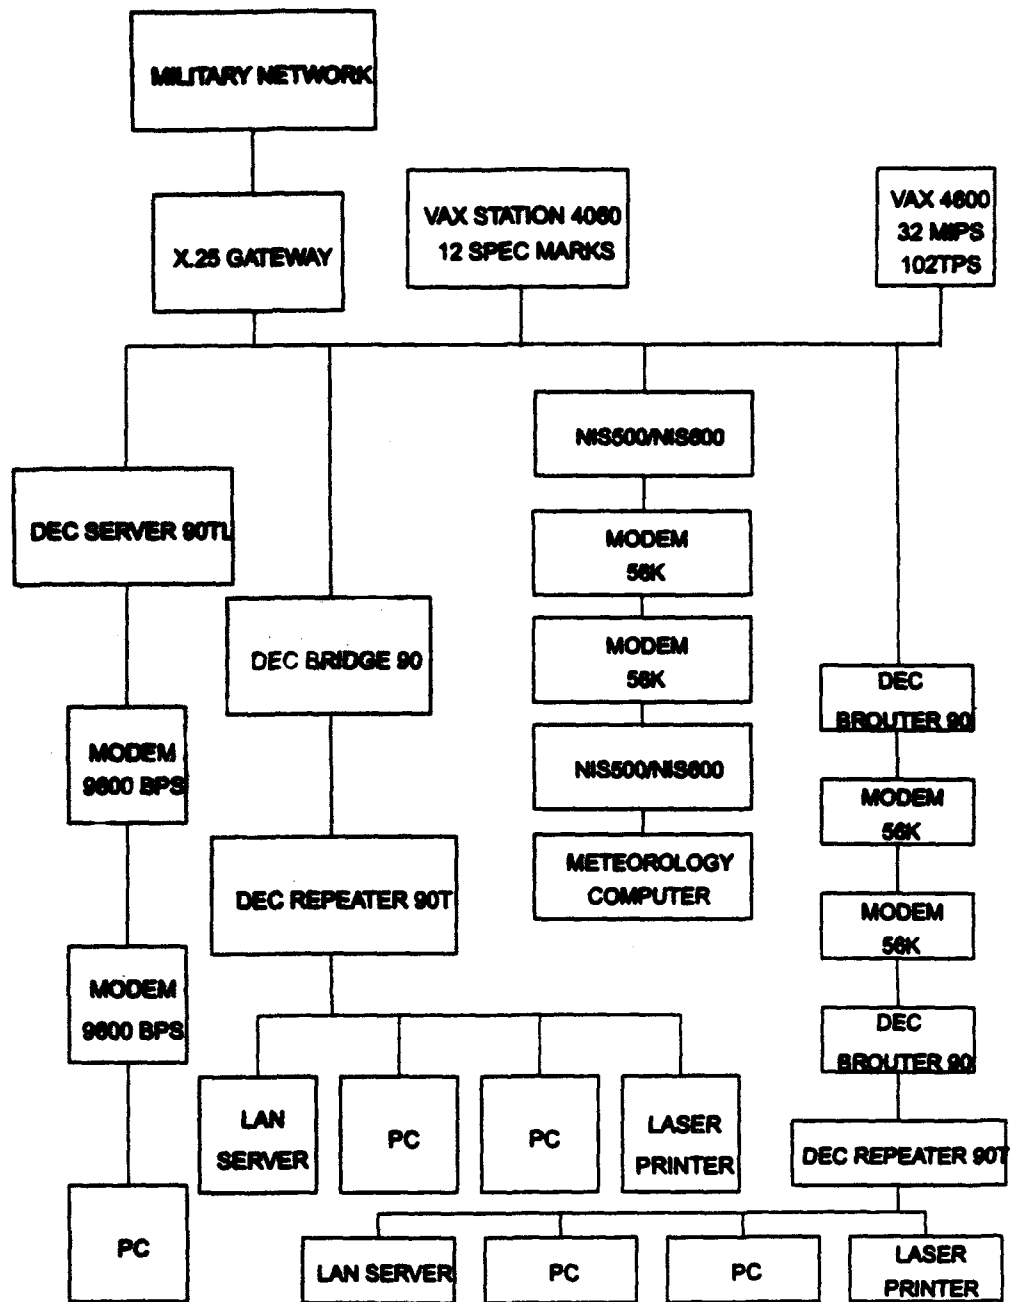 MILITARY NETWORK
X.25 GATEWAY
VAX STATION 4060
12 SPEC MARKS
VAX 4600
32 MIPS
102TPS
NIS500/NIS600
DEC SERVER 90TL
MODEM
56K
DEC BRIDGE 90
MODEM
56K
DEC
BROUTER 90
MODEM
9600 BPS
NIS500/NIS600
MODEM
56K
DEC REPEATER 90T
METEOROLOGY
COMPUTER
MODEM
56K
MODEM
9600 BPS
DEC
BROUTER 90
LAN
SERVER
PC
PC
LASER
PRINTER
DEC REPEATER 90T
PC
LAN SERVER
PC
PC
LASER
PRINTER